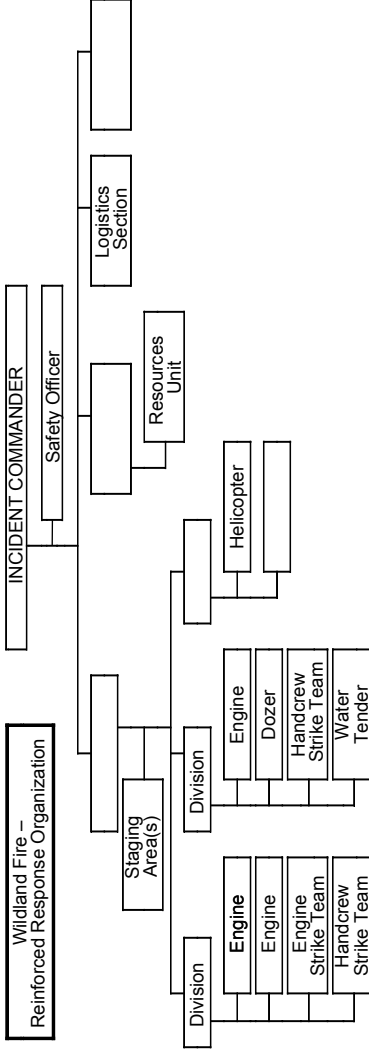 Wildland Fire –
Reinforced Response Organization
INCIDENT COMMANDER
Safety Officer
Logistics
Section
Resources
Unit
Staging
Area(s)
Division
Division
Helicopter
Engine
Engine
Engine
Strike Team
Handcrew
Strike Team
Engine
Dozer
Handcrew
Strike Team
Water
Tender